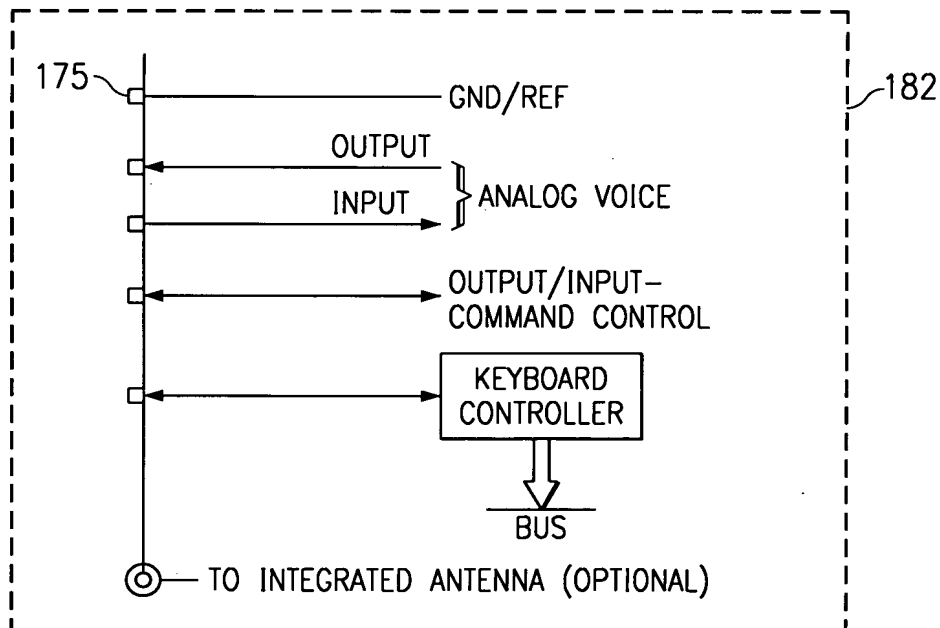 175
GND/REF
182
OUTPUT
ANALOG VOICE
INPUT
OUTPUT/INPUT-
COMMAND CONTROL
KEYBOARD
CONTROLLER
BUS
TO INTEGRATED ANTENNA (OPTIONAL)